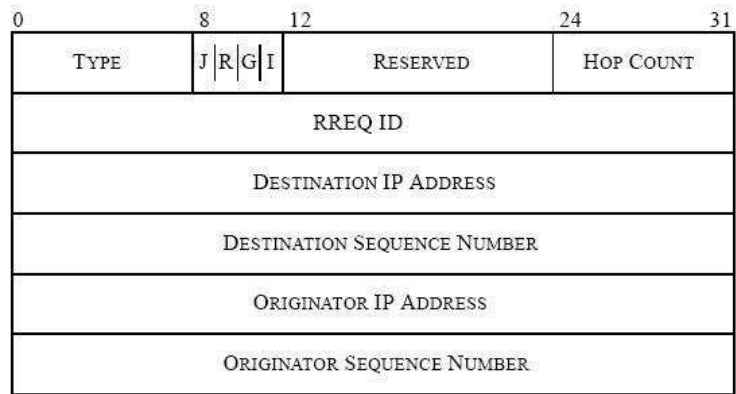 0 8 12 24 31
TYPE J R G I RESERVED HOP COUNT
RREQ ID
DESTINATION IP ADDRESS
DESTINATION SEQUENCE NUMBER
ORIGINATOR IP ADDRESS
ORIGINATOR SEQUENCE NUMBER